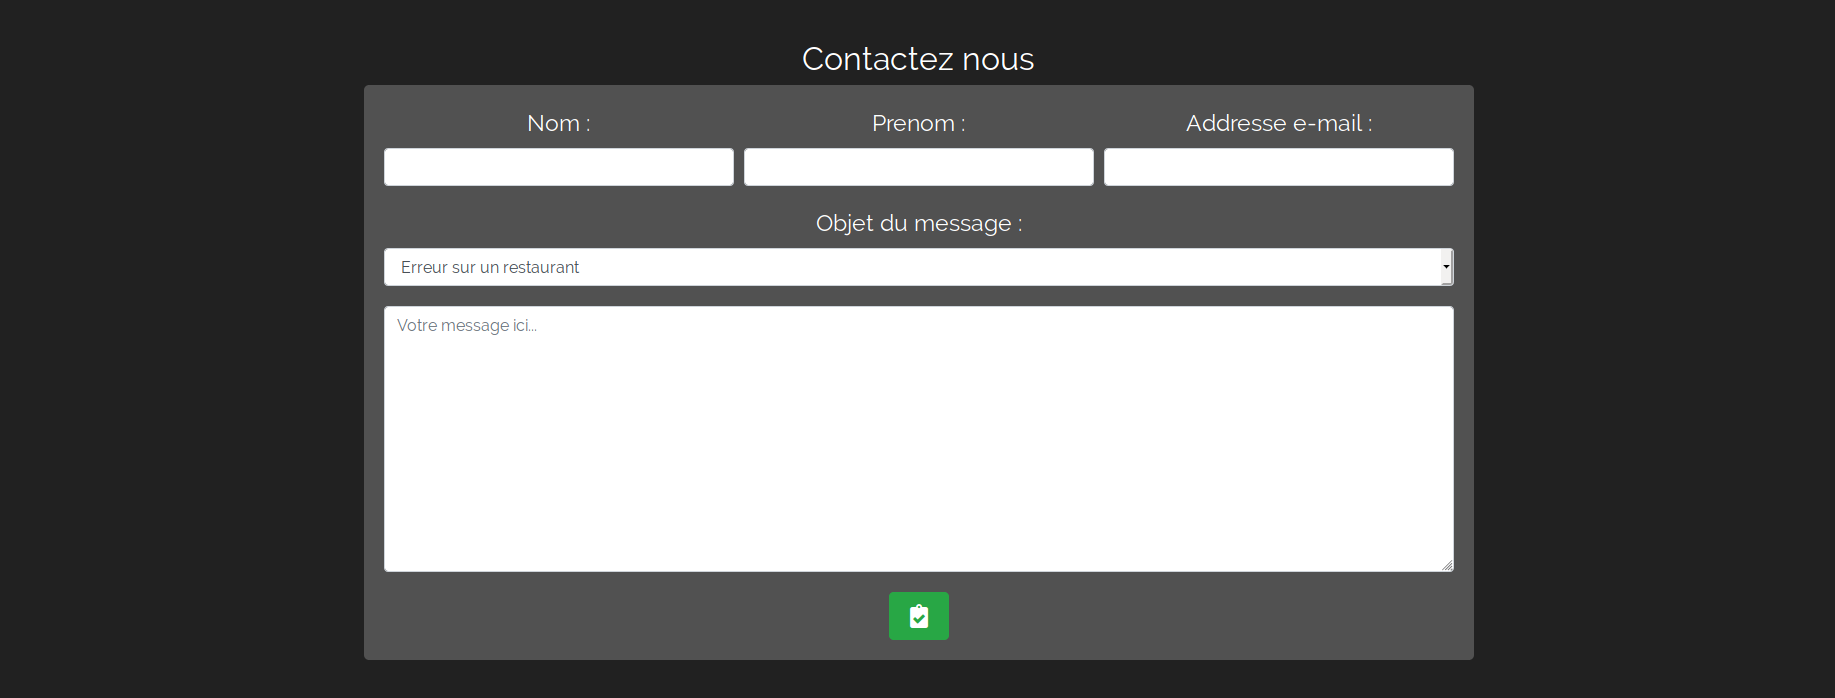 Contactez nous
Nom :
Prenom :
Addresse e-mail :
Objet du message :
Erreur sur un restaurant
Votre message ici...